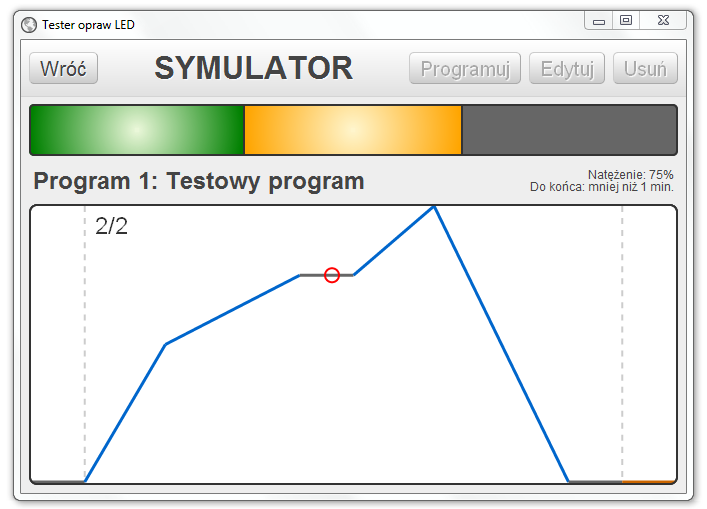 Tester opraw LED
Wróć SYMULATOR Programuj Edytuj Usuń
Program 1: Testowy program
Natężenie: 75%
Do końca: mniej niż 1 min.
2/2